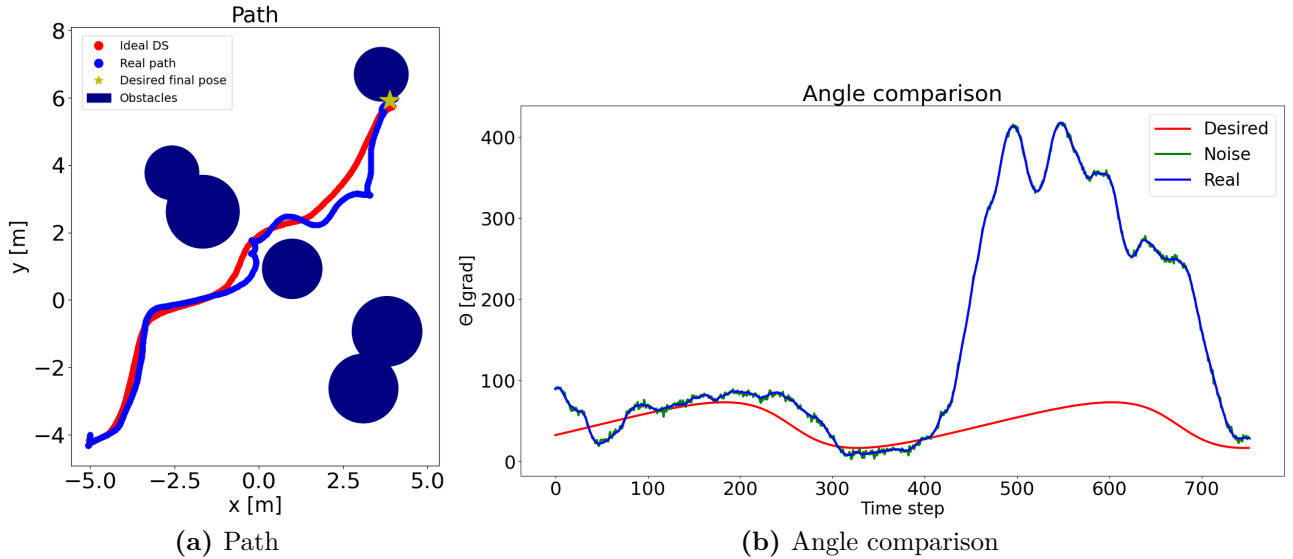 Path
y [m]
8
6
4
2
0
−2
−4
Ideal DS
Real path
Desired final pose
Obstacles
−5.0 −2.5 0.0 2.5 5.0
x [m]
(a) Path
Angle comparison
Θ [grad]
400
300
200
100
0
Desired
Noise
Real
0 100 200 300 400 500 600 700
Time step
(b) Angle comparison